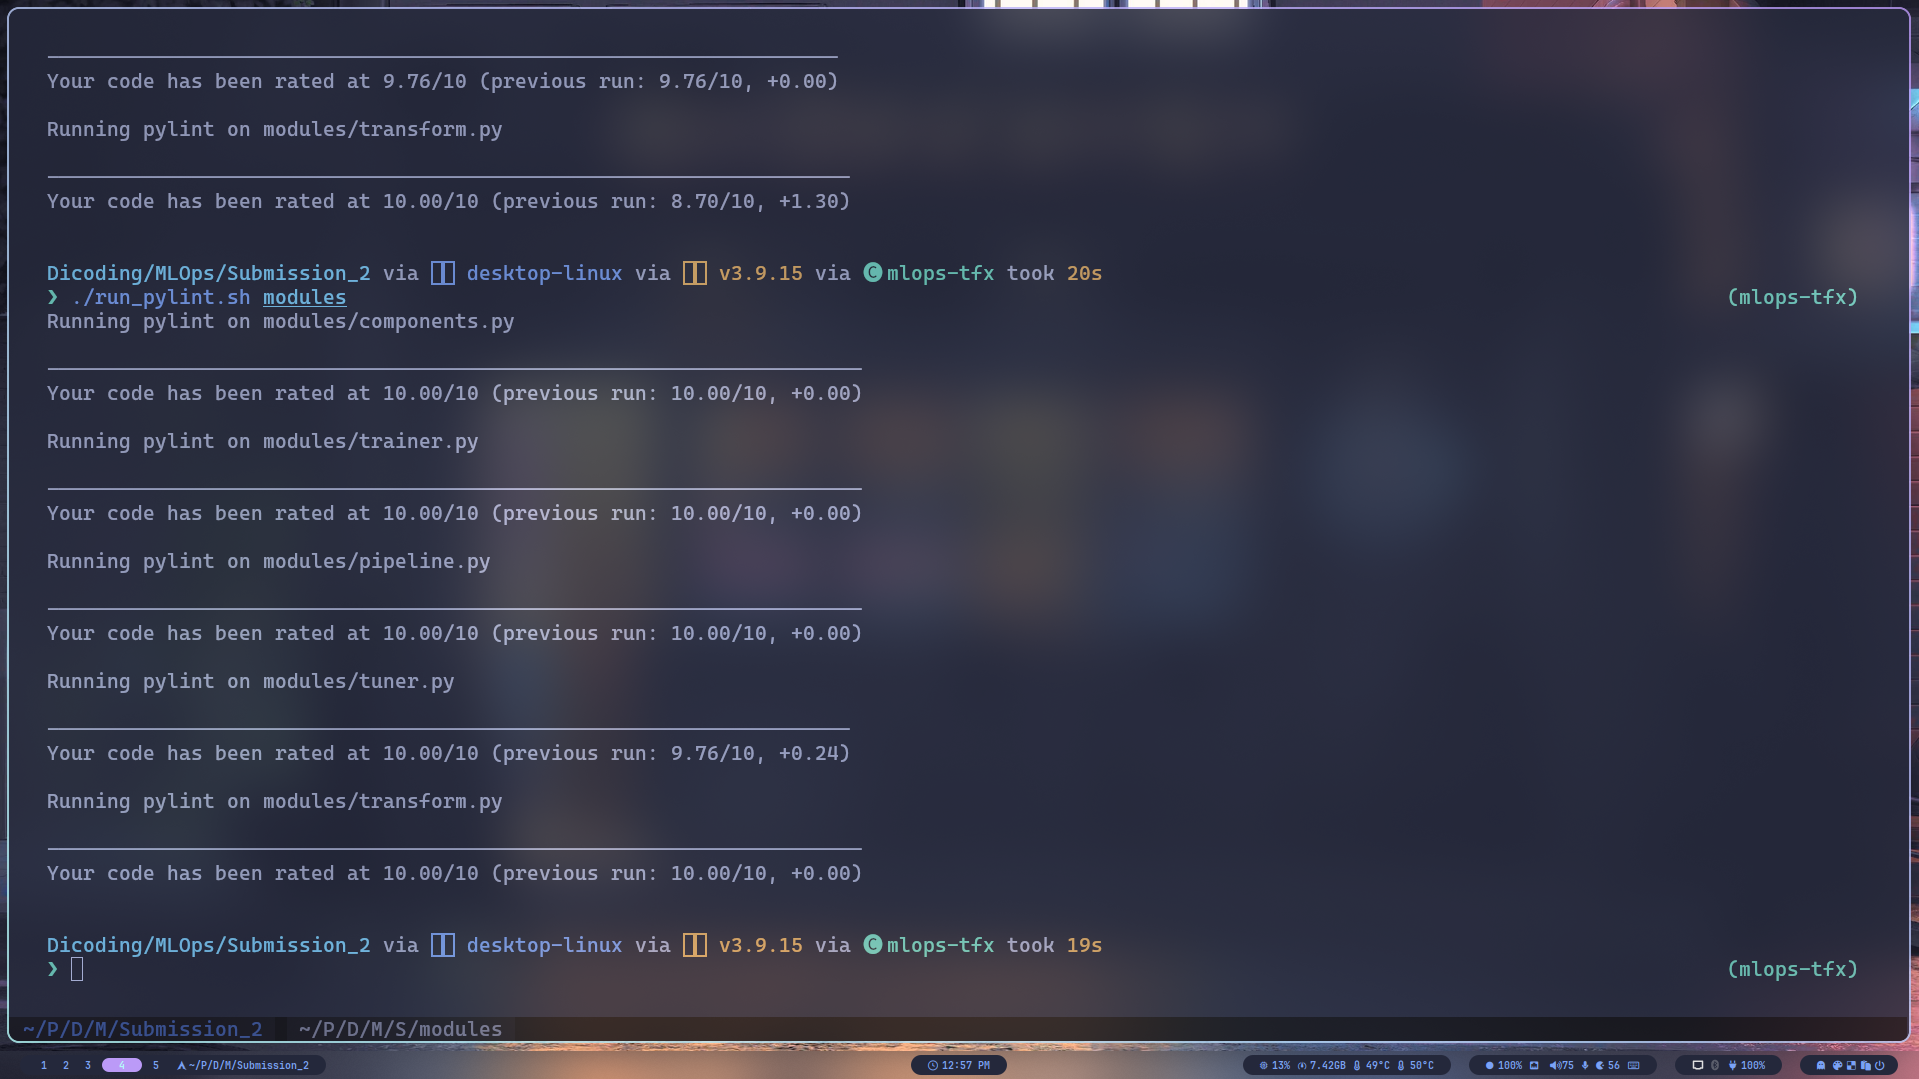 Your code has been rated at 9.76/10 (previous run: 9.76/10, +0.00)
Running pylint on modules/transform.py
Your code has been rated at 10.00/10 (previous run: 8.70/10, +1.30)
Dicoding/MLOps/Submission_2 via desktop-linux via v3.9.15 via C mlops-tfx took 20s
❯ ./run_pylint.sh modules (mlops-tfx)
Running pylint on modules/components.py
Your code has been rated at 10.00/10 (previous run: 10.00/10, +0.00)
Running pylint on modules/trainer.py
Your code has been rated at 10.00/10 (previous run: 10.00/10, +0.00)
Running pylint on modules/pipeline.py
Your code has been rated at 10.00/10 (previous run: 10.00/10, +0.00)
Running pylint on modules/tuner.py
Your code has been rated at 10.00/10 (previous run: 9.76/10, +0.24)
Running pylint on modules/transform.py
Your code has been rated at 10.00/10 (previous run: 10.00/10, +0.00)
Dicoding/MLOps/Submission_2 via desktop-linux via v3.9.15 via C mlops-tfx took 19s
❯ (mlops-tfx)
~/P/D/M/Submission_2 ~/P/D/M/S/modules
1 2 3 4 5 ~/P/D/M/Submission_2 12:57 PM 13% 7.42GB 49°C 50°C 100% 75 56 100%